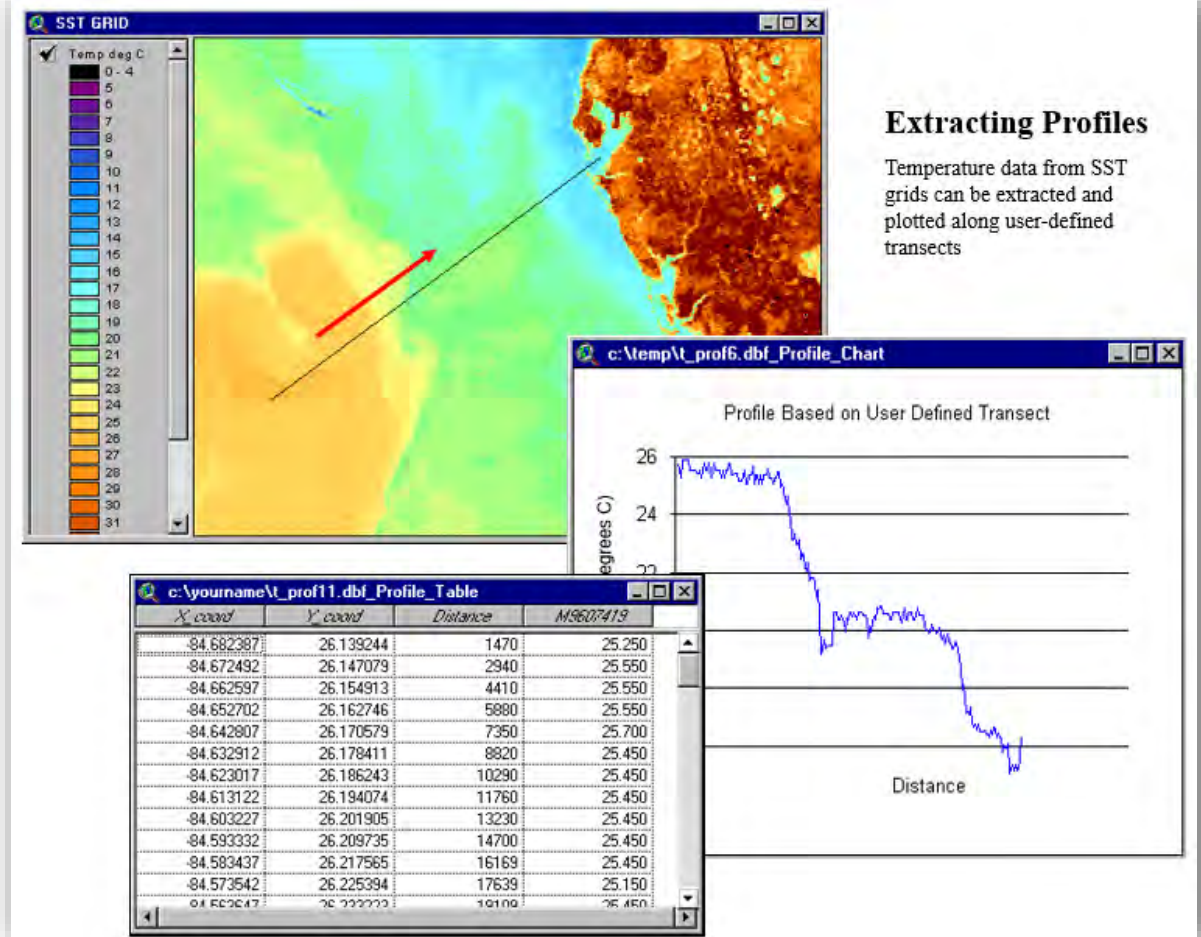 SST GRID
Temp deg C
0 - 4
5
6
7
8
9
10
11
12
13
14
15
16
17
18
19
20
21
22
23
24
25
26
27
28
29
30
31
Extracting Profiles
Temperature data from SST
grids can be extracted and
plotted along user-defined
transects
c:\temp\t_prof6.dbf_Profile_Chart
Profile Based on User Defined Transect
26
24
22
egrees C)
Distance
c:\yourname\t_prof11.dbf_Profile_Table
X_coord Y_coord Distance M9607419
-84.682387 26.139244 1470 25.250
-84.672492 26.147079 2940 25.550
-84.662597 26.154913 4410 25.550
-84.652702 26.162746 5880 25.550
-84.642807 26.170579 7350 25.700
-84.632912 26.178411 8820 25.450
-84.623017 26.186243 10290 25.450
-84.613122 26.194074 11760 25.450
-84.603227 26.201905 13230 25.450
-84.593332 26.209735 14700 25.450
-84.583437 26.217565 16169 25.450
-84.573542 26.225394 17639 25.150